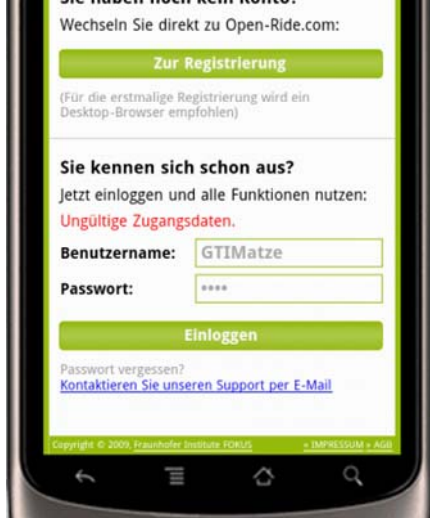 Sie haben noch kein Konto?
Wechseln Sie direkt zu Open-Ride.com:
Zur Registrierung
(Für die erstmalige Registrierung wird ein
Desktop-Browser empfohlen)
Sie kennen sich schon aus?
Jetzt einloggen und alle Funktionen nutzen:
Ungültige Zugangsdaten.
Benutzername: GTIMatze
Passwort: ****
Einloggen
Passwort vergessen?
Kontaktieren Sie unseren Support per E-Mail
Copyright © 2009, Fraunhofer Institute FOKUS » IMPRESSUM » AGB